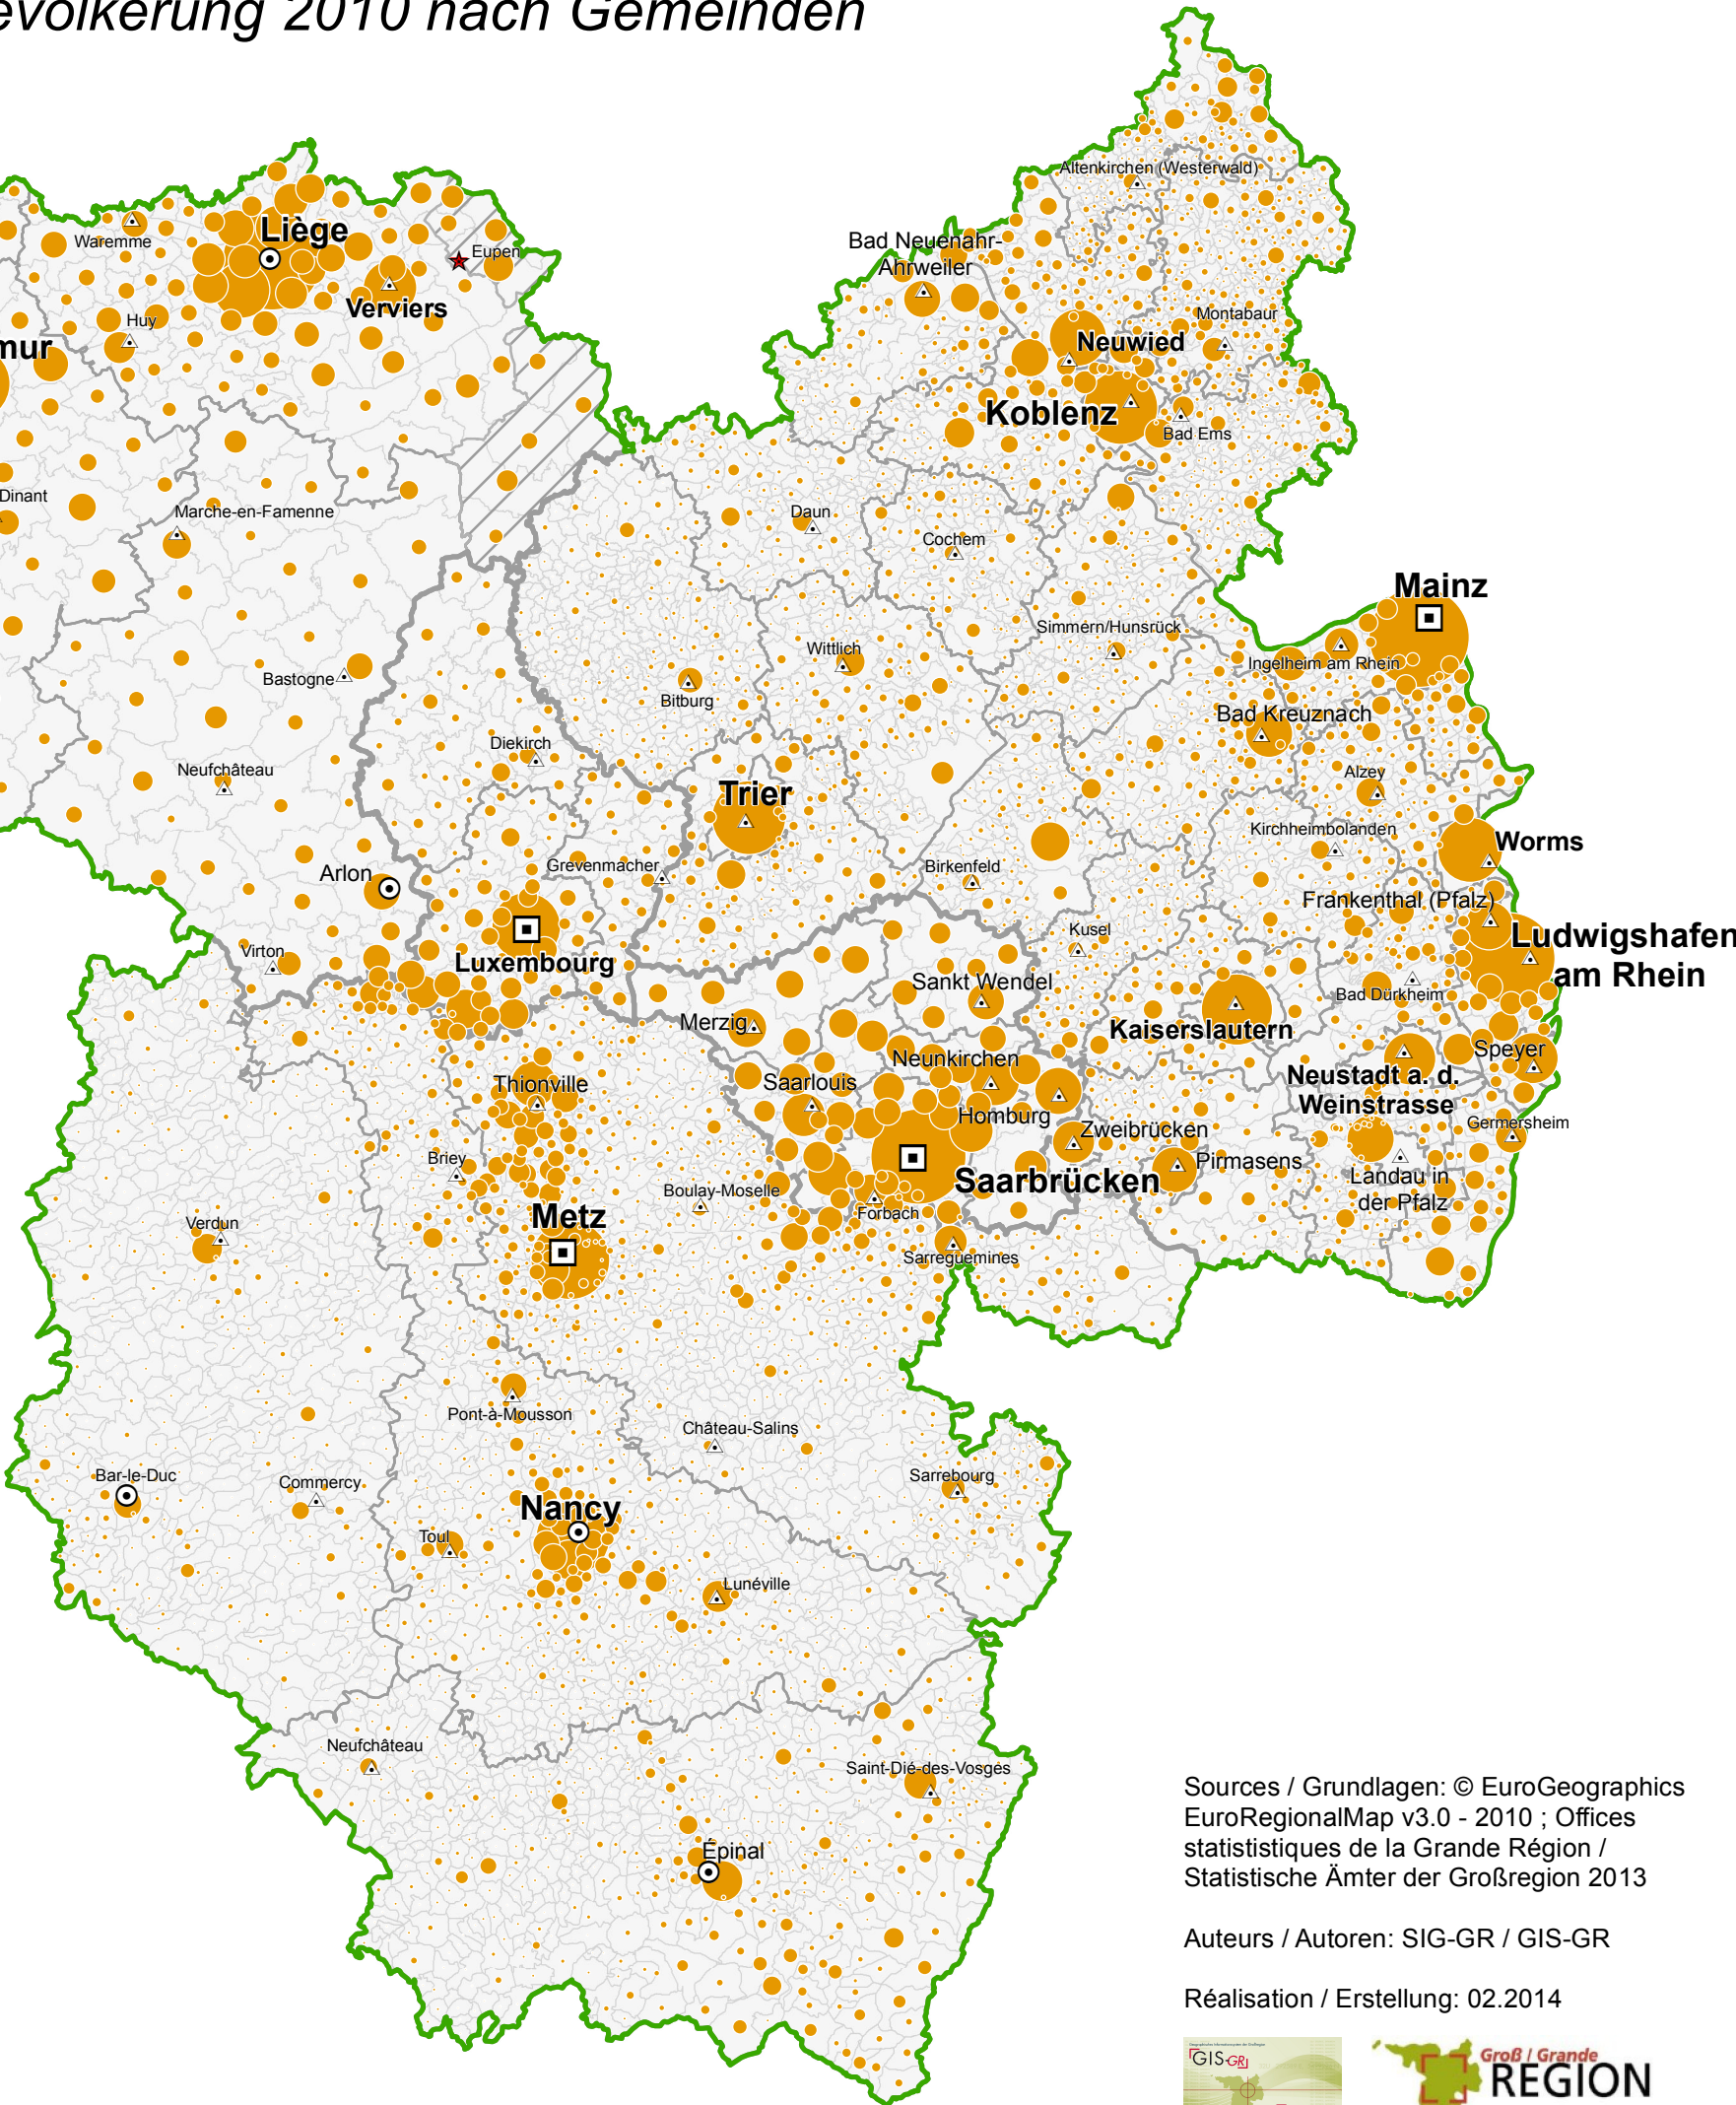 evölkerung 2010 nach Gemeinden
Altenkirchen (Westerwald)
Liège
Waremme
Eupen
Bad Neuenahr-
Ahrweiler
Verviers
Huy
Montabaur
mur
Neuwied
Koblenz
Bad Ems
Dinant
Marche-en-Famenne
Daun
Cochem
Mainz
Simmern/Hunsrück
Wittlich
Ingelheim am Rhein
Bastogne
Bitburg
Bad Kreuznach
Diekirch
Neufchâteau
Alzey
Trier
Kirchheimbolanden
Worms
Grevenmacher
Birkenfeld
Arlon
Frankenthal (Pfalz)
Kusel
Ludwigshafen
am Rhein
Virton
Luxembourg
Sankt Wendel
Bad Dürkheim
Merzig
Kaiserslautern
Speyer
Neunkirchen
Neustadt a. d.
Weinstrasse
Thionville
Saarlouis
Homburg
Germersheim
Zweibrücken
Briey
Pirmasens
Landau in
der Pfalz
Saarbrücken
Boulay-Moselle
Forbach
Metz
Verdun
Sarreguemines
Pont-à-Mousson
Château-Salins
Bar-le-Duc
Commercy
Sarrebourg
Nancy
Toul
Lunéville
Neufchâteau
Saint-Dié-des-Vosges
Épinal
Sources / Grundlagen: © EuroGeographics
EuroRegionalMap v3.0 - 2010 ; Offices
statististiques de la Grande Région /
Statistische Ämter der Großregion 2013
Auteurs / Autoren: SIG-GR / GIS-GR
Réalisation / Erstellung: 02.2014
GIS-GR
Groß / Grande
REGION